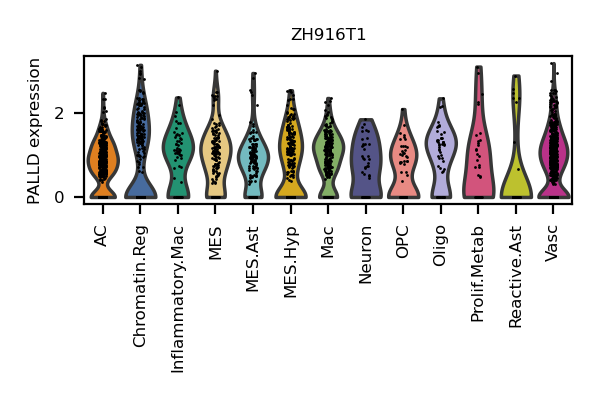 ZH916T1
PALLD expression
2
0
AC
Chromatin.Reg
Inflammatory.Mac
MES
MES.Ast
MES.Hyp
Mac
Neuron
OPC
Oligo
Prolif.Metab
Reactive.Ast
Vasc